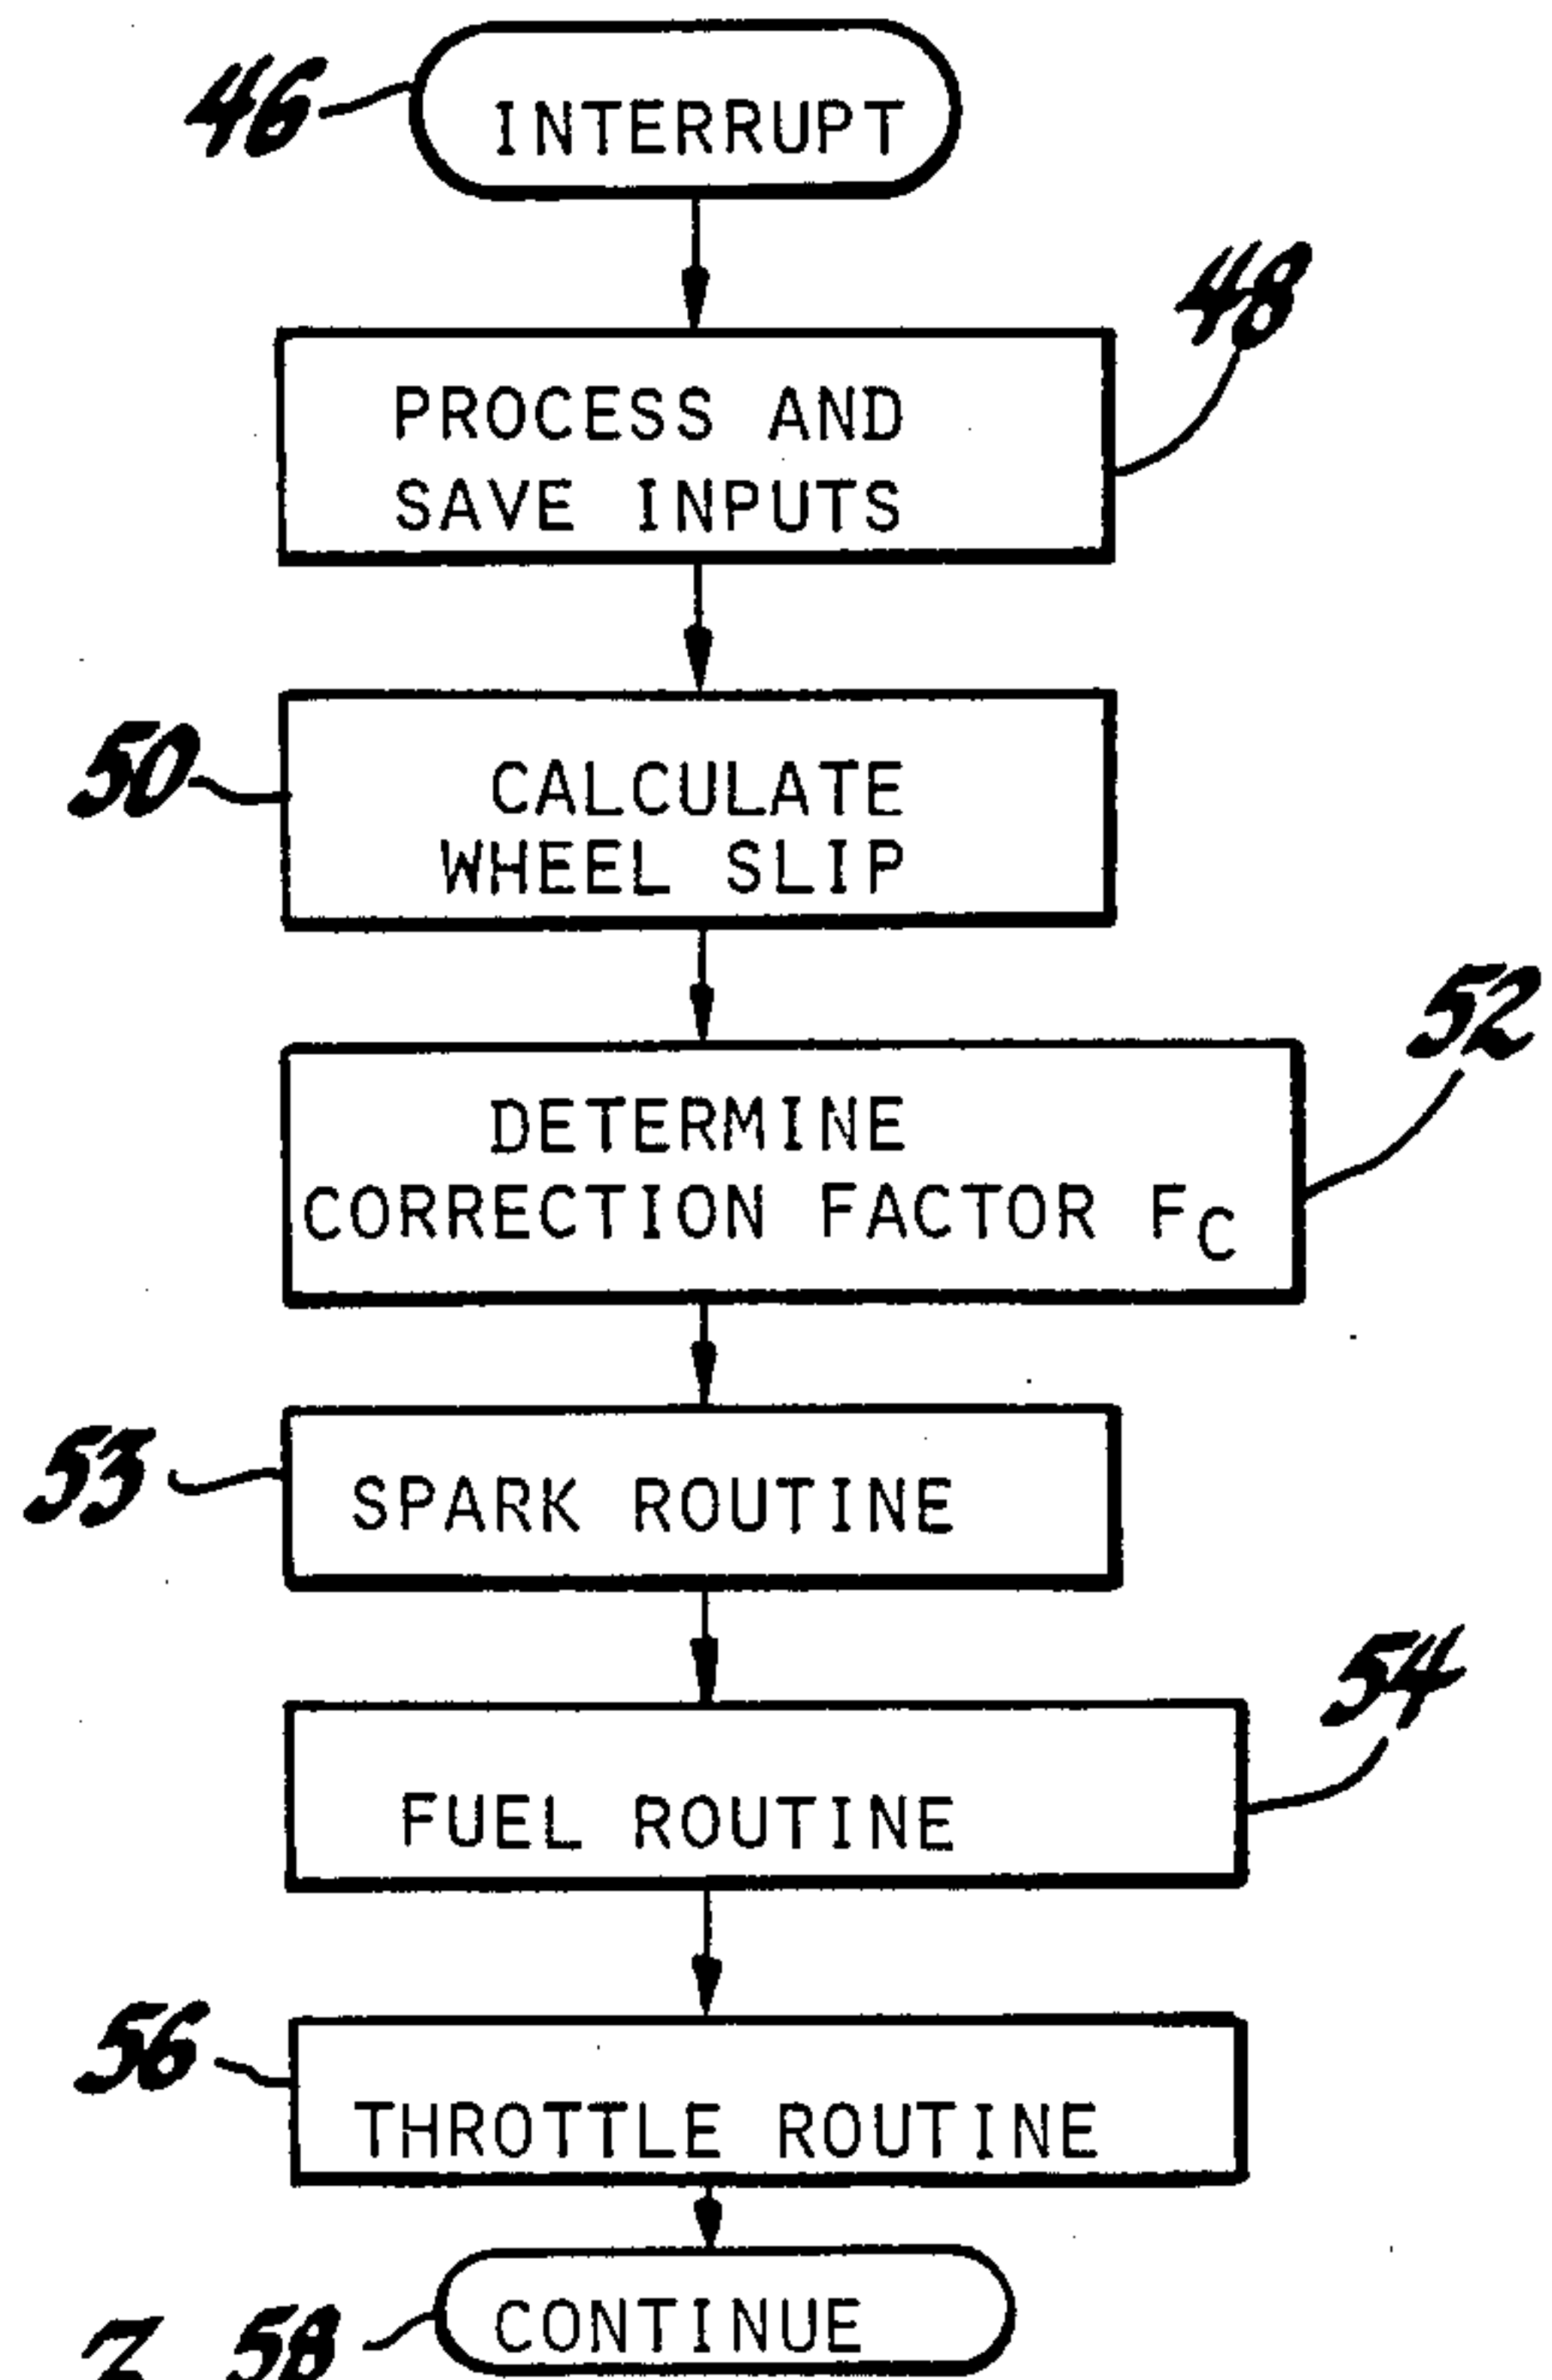 46
INTERRUPT
48
PROCESS AND
SAVE INPUTS
50
CALCULATE
WHEEL SLIP
52
DETERMINE
CORRECTION FACTOR FC
53
SPARK ROUTINE
54
FUEL ROUTINE
56
THROTTLE ROUTINE
58
CONTINUE